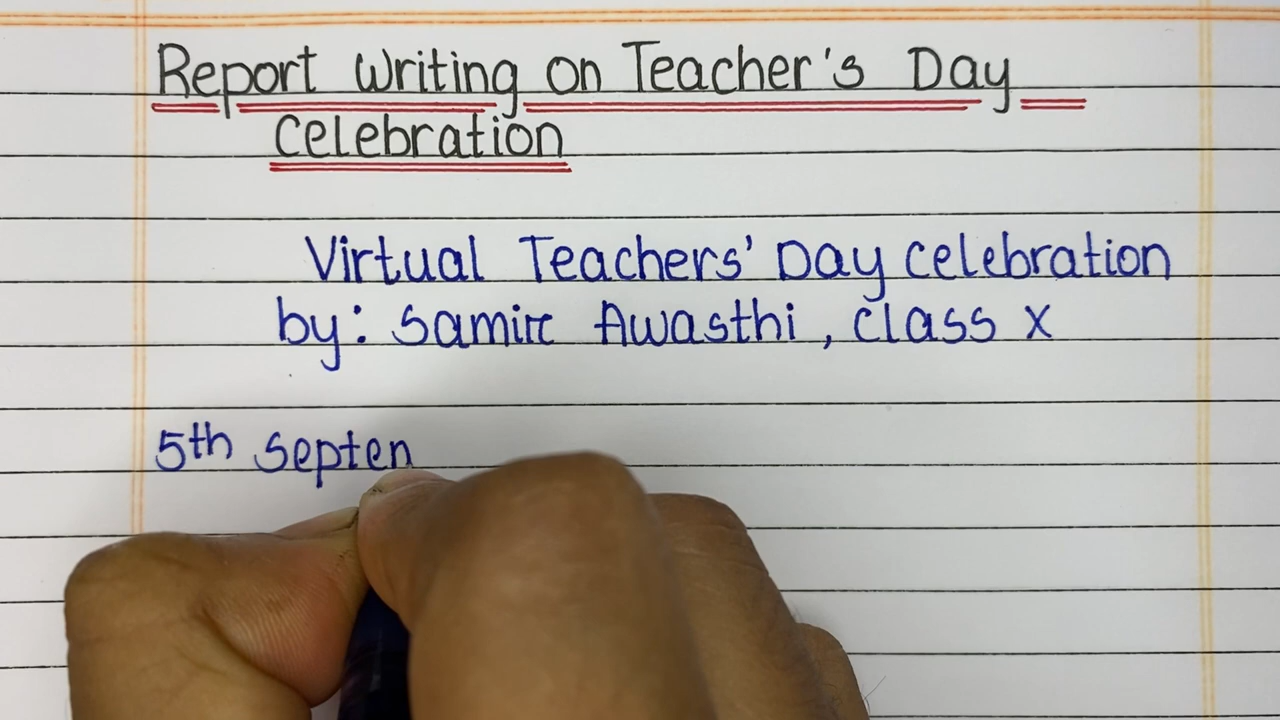 Report Writing on Teacher's Day
Celebration
Virtual Teachers' Day Celebration
by: Samir Awasthi, Class X
5th Septen